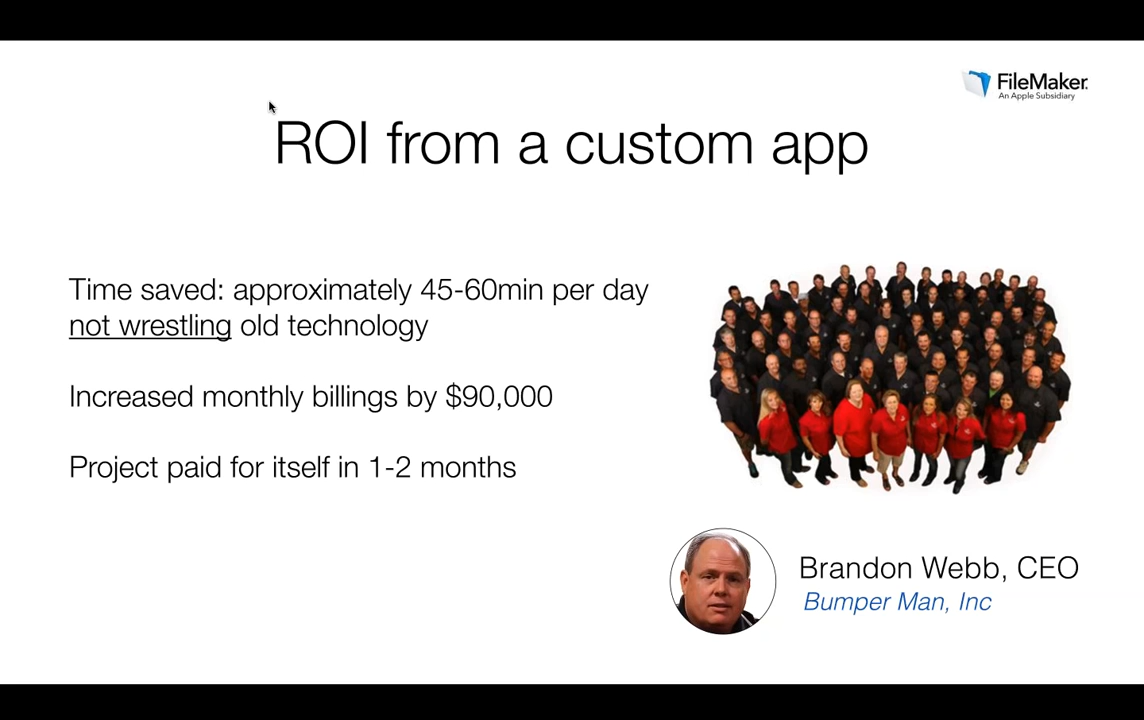 FileMaker
An Apple Subsidiary
ROI from a custom app
Time saved: approximately 45-60min per day
not wrestling old technology
Increased monthly billings by $90,000
Project paid for itself in 1-2 months
Brandon Webb, CEO
Bumper Man, Inc